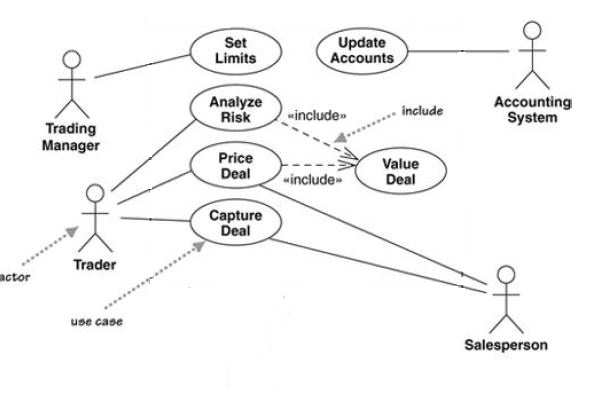 Set
Limits
Update
Accounts
Trading
Manager
Accounting
System
Analyze
Risk
«include»
include
Price
Deal
«include»
Value
Deal
Capture
Deal
Trader
actor
use case
Salesperson